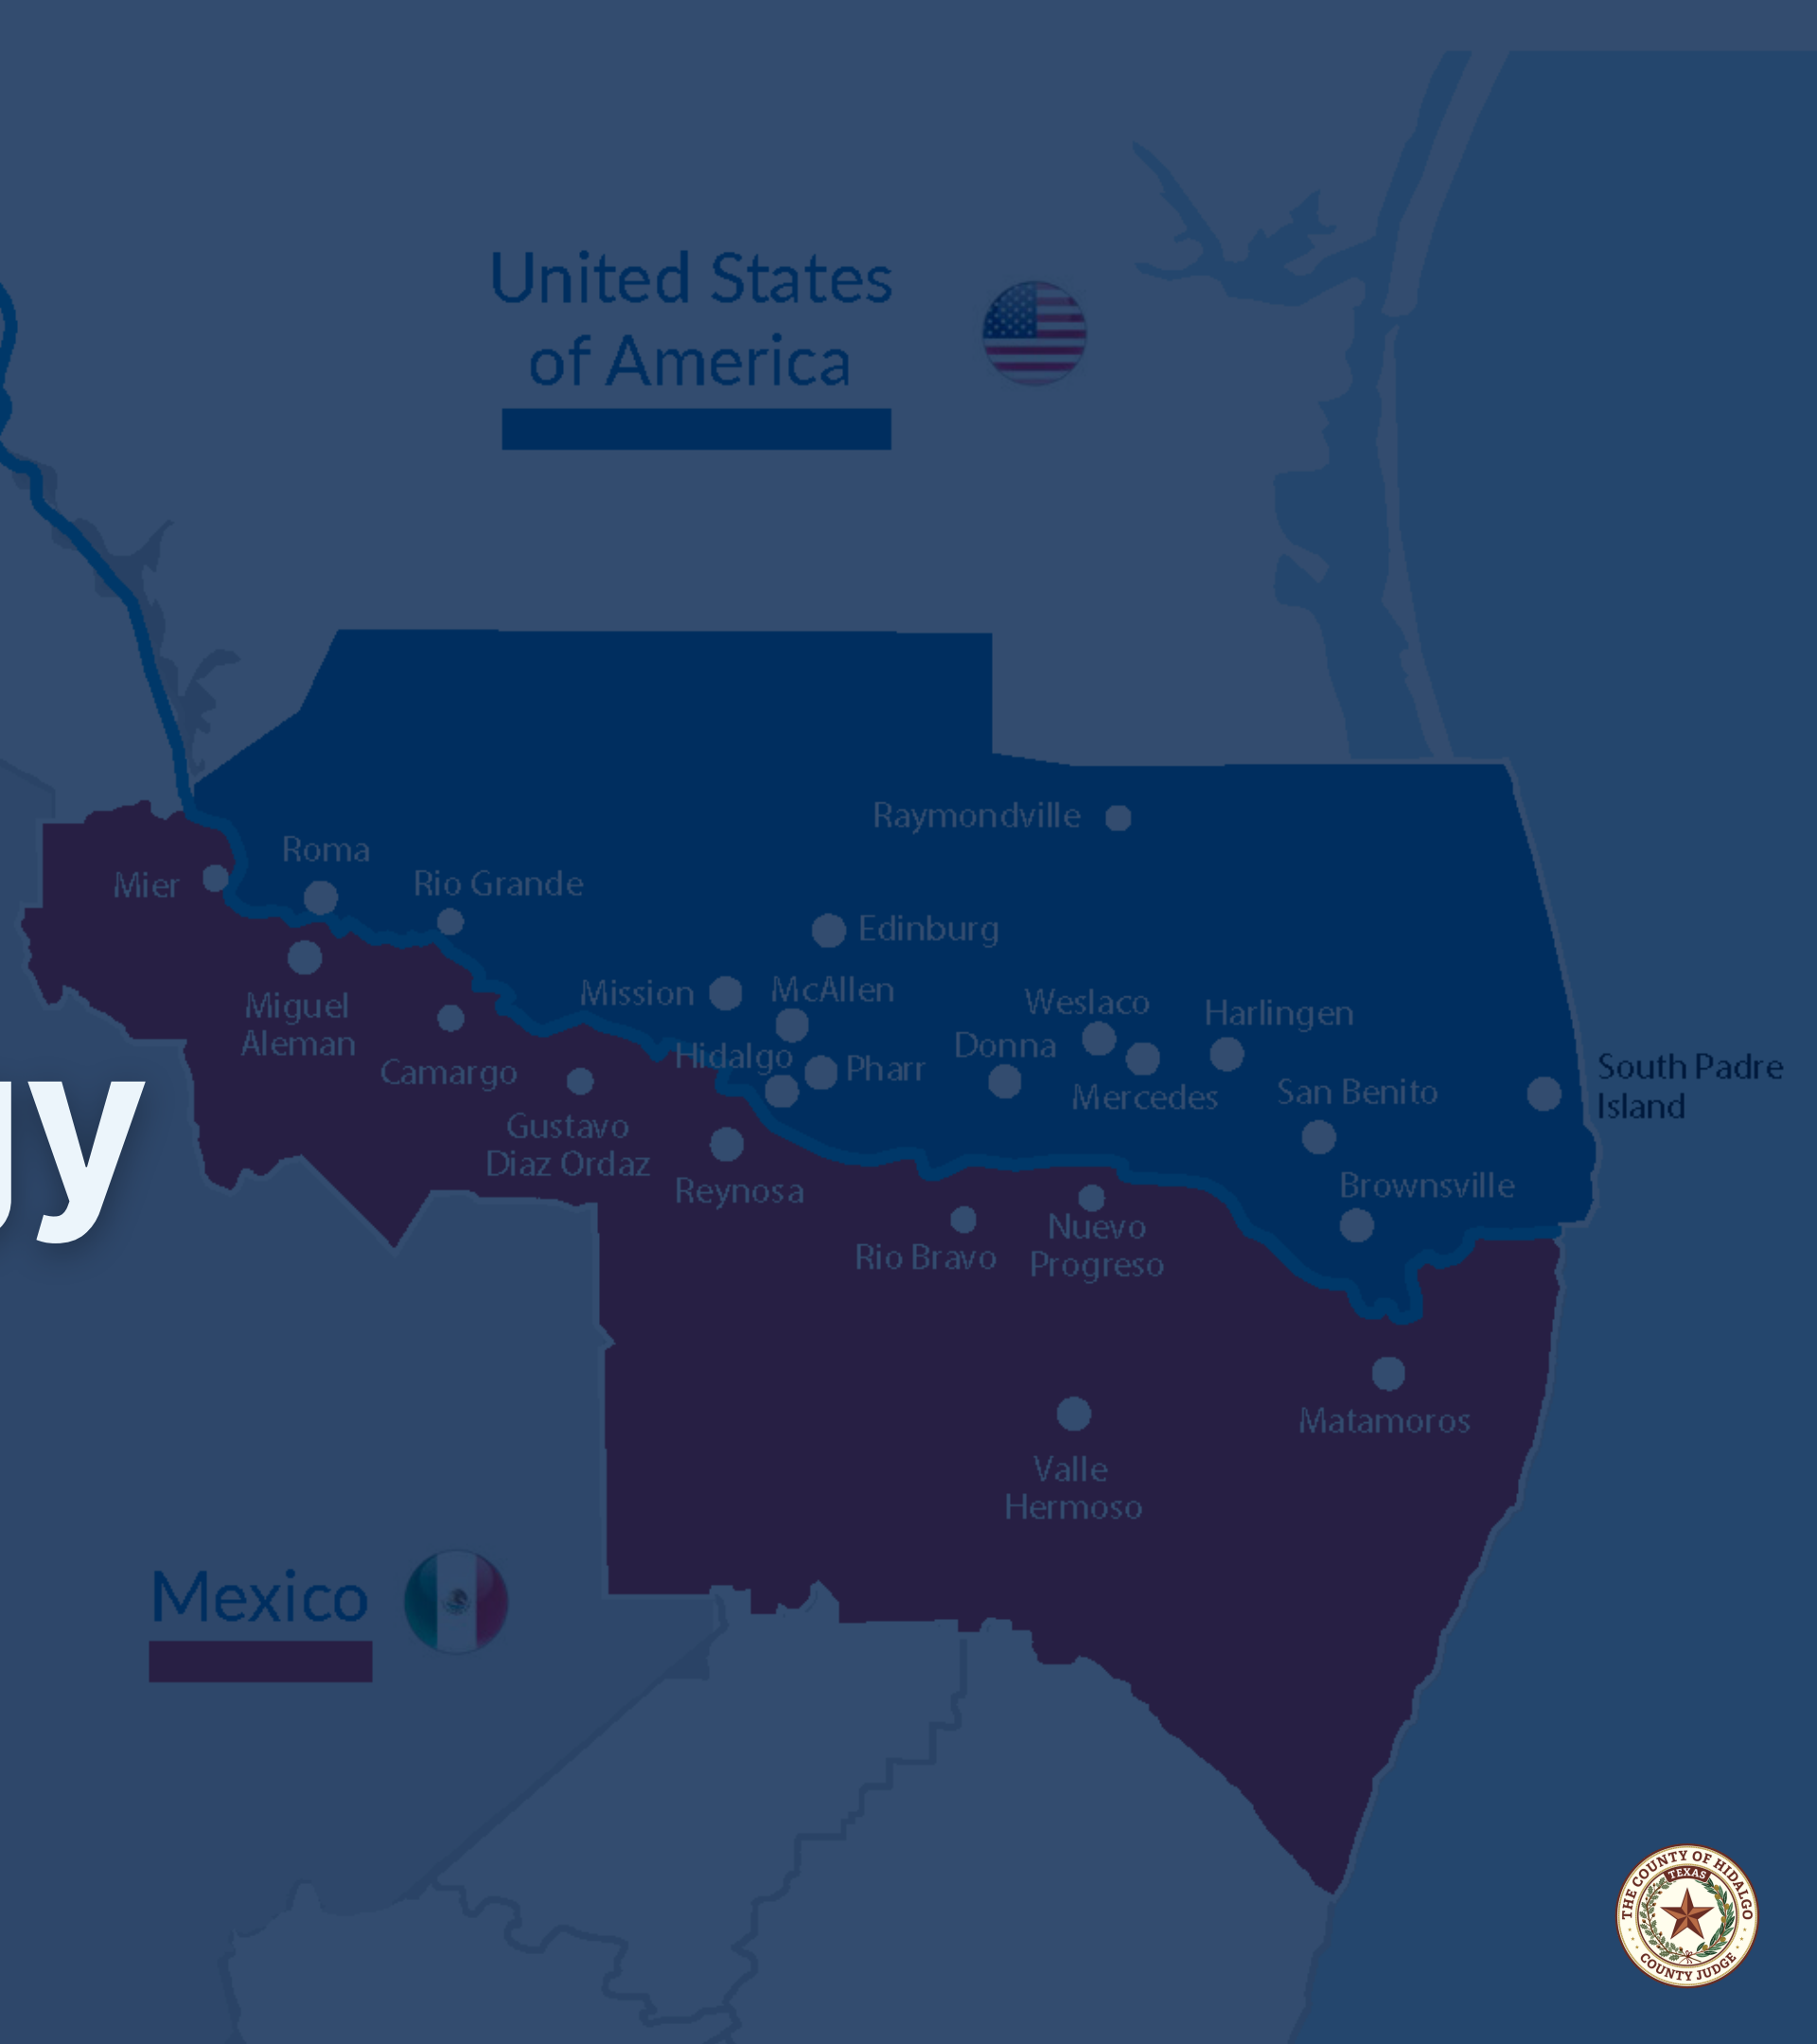 United States
of America
Raymondville
Roma
Mier
Rio Grande
Edinburg
Mission
McAllen
Weslaco
Harlingen
Miguel
Aleman
Donna
Hidalgo
Pharr
Camargo
Mercedes
San Benito
South Padre
Island
gy
Gustavo
Diaz Ordaz
Reynosa
Brownsville
Nuevo
Progreso
Rio Bravo
Matamoros
Valle
Hermoso
Mexico
THE COUNTY OF HIDALGO
TEXAS
COUNTY JUDGE